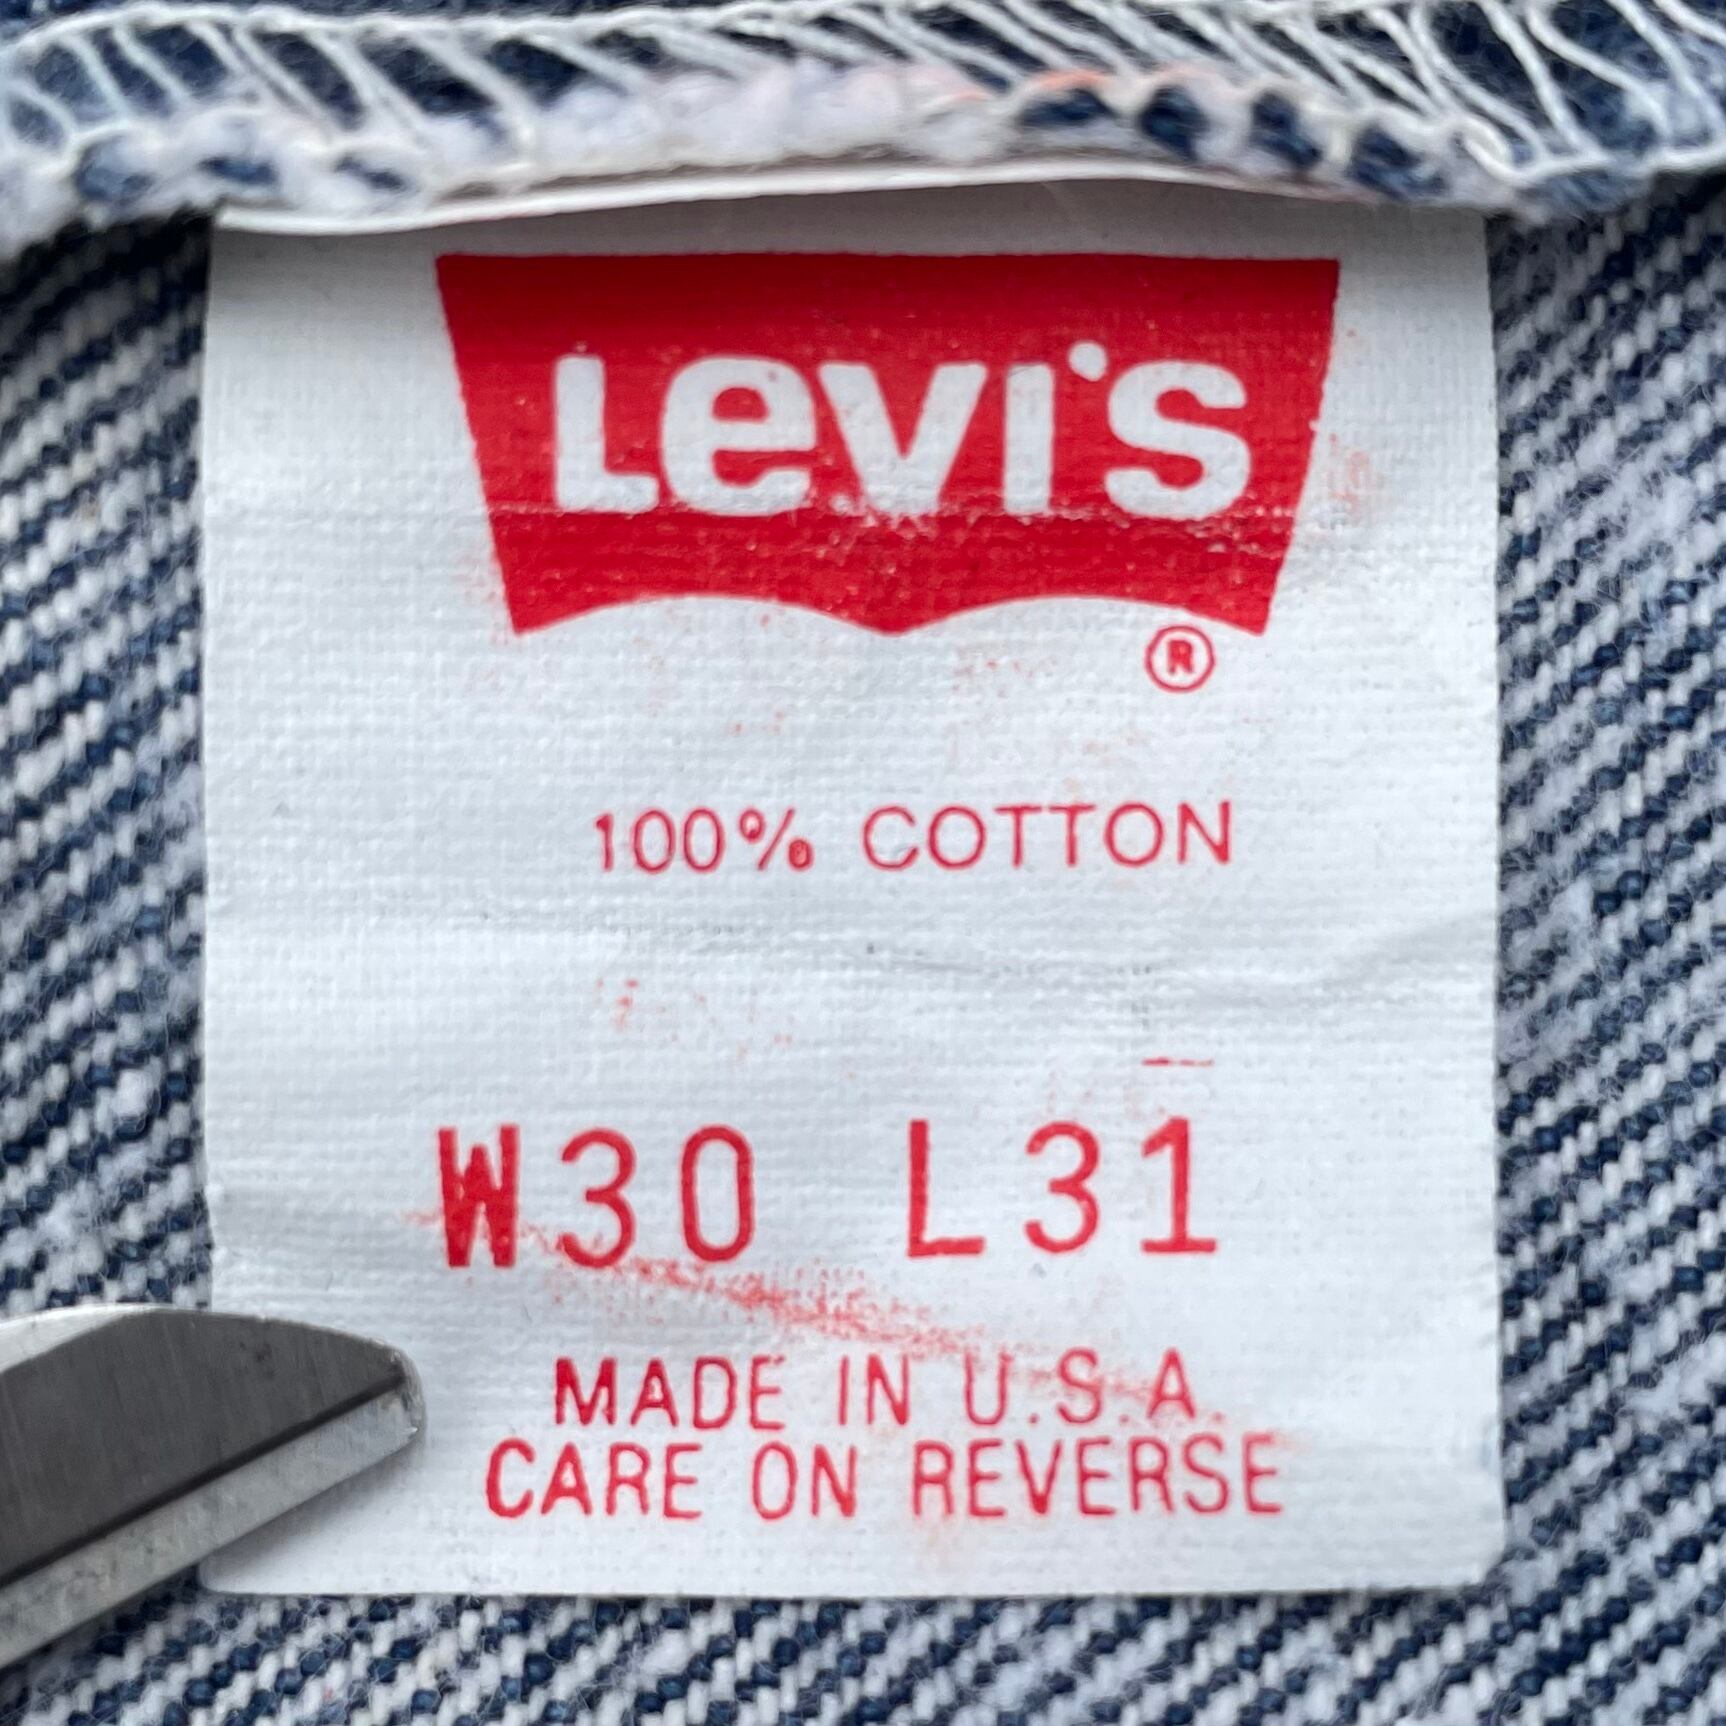 Levi's
®
100% COTTON
W30 L31
MADE IN U.S.A.
CARE ON REVERSE